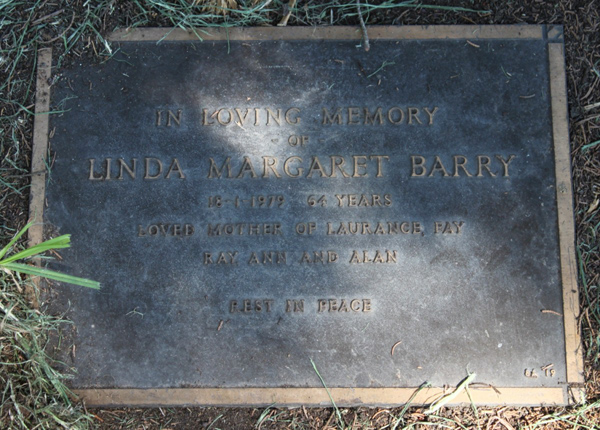 IN LOVING MEMORY
OF
LINDA MARGARET BARRY
18-1-1979 64 YEARS
LOVED MOTHER OF LAURANCE, FAY
RAY ANN AND ALAN
REST IN PEACE